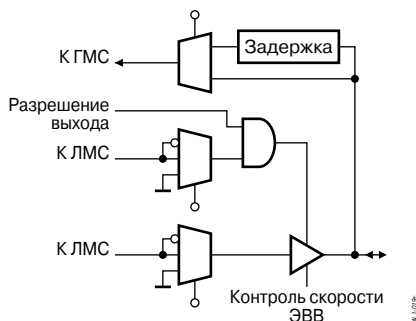 Задержка
К ГМС
Разрешение
выхода
К ЛМС
К ЛМС
Контроль скорости
ЭВВ